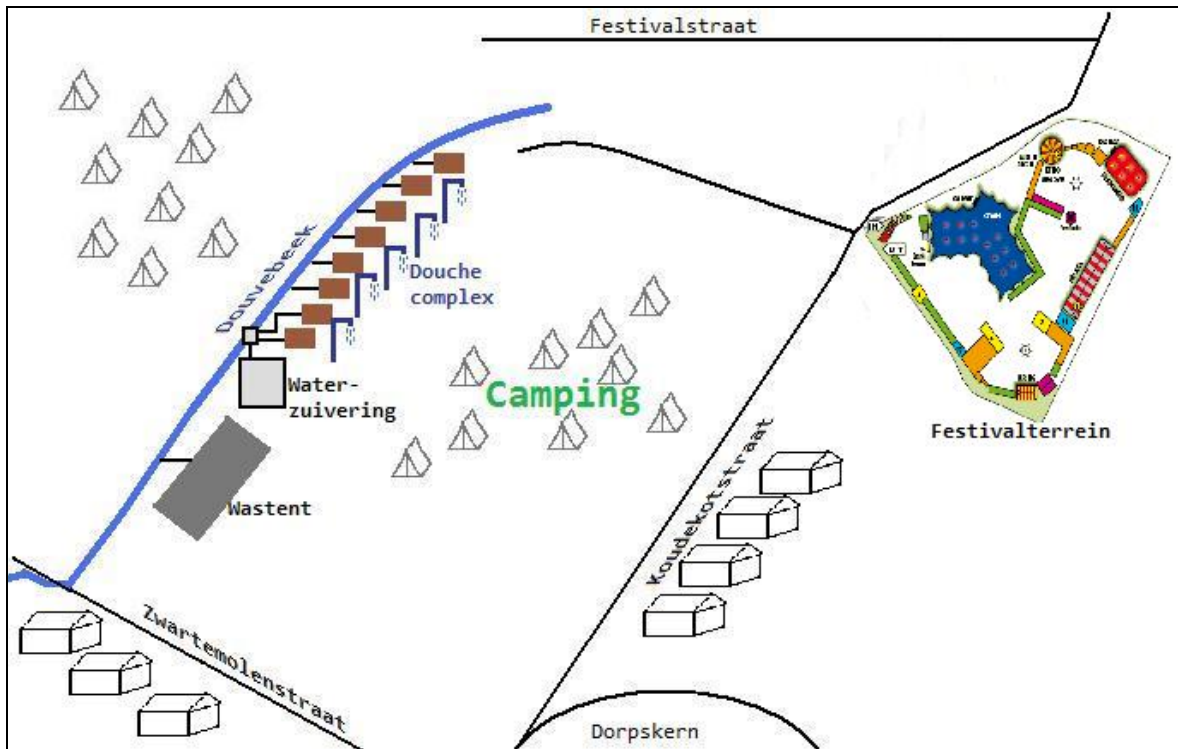 Festivalstraat
Douvebeek
Douche
complex
Water-
zuivering
Camping
Festivalterrein
Wastent
Koudekotstraat
Zwartemolenstraat
Dorpskern